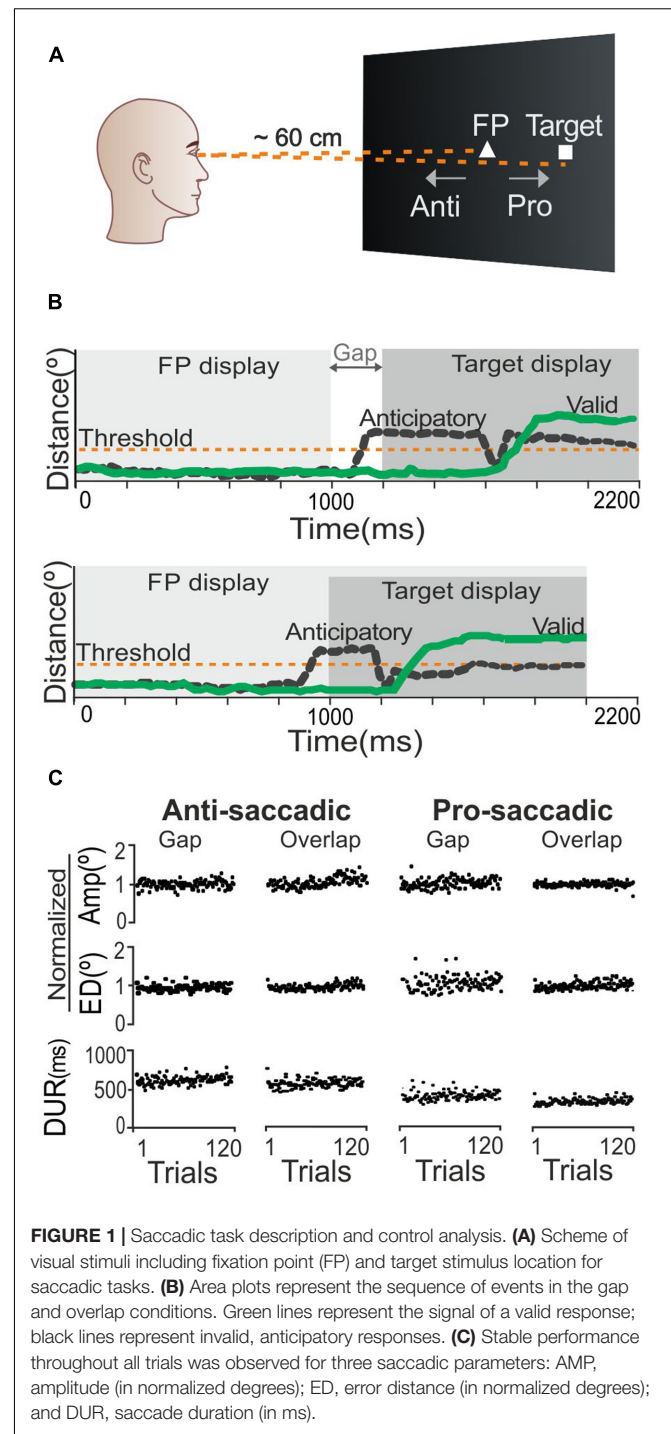 A
~ 60 cm
FP Target
Anti Pro
B
FP display Gap Target display
Threshold Anticipatory Valid
Distance(º)
0 1000 2200
Time(ms)
FP display Target display
Threshold Anticipatory Valid
Distance(º)
0 1000 2200
Time(ms)
C
Anti-saccadic Pro-saccadic
Gap Overlap Gap Overlap
Normalized
Amp(º)
2
1
0
ED(º)
2
1
0
DUR(ms)
1000
500
0
1 120 1 120 1 120 1 120
Trials Trials Trials Trials
FIGURE 1 | Saccadic task description and control analysis. (A) Scheme of
visual stimuli including fixation point (FP) and target stimulus location for
saccadic tasks. (B) Area plots represent the sequence of events in the gap
and overlap conditions. Green lines represent the signal of a valid response;
black lines represent invalid, anticipatory responses. (C) Stable performance
throughout all trials was observed for three saccadic parameters: AMP,
amplitude (in normalized degrees); ED, error distance (in normalized degrees);
and DUR, saccade duration (in ms).